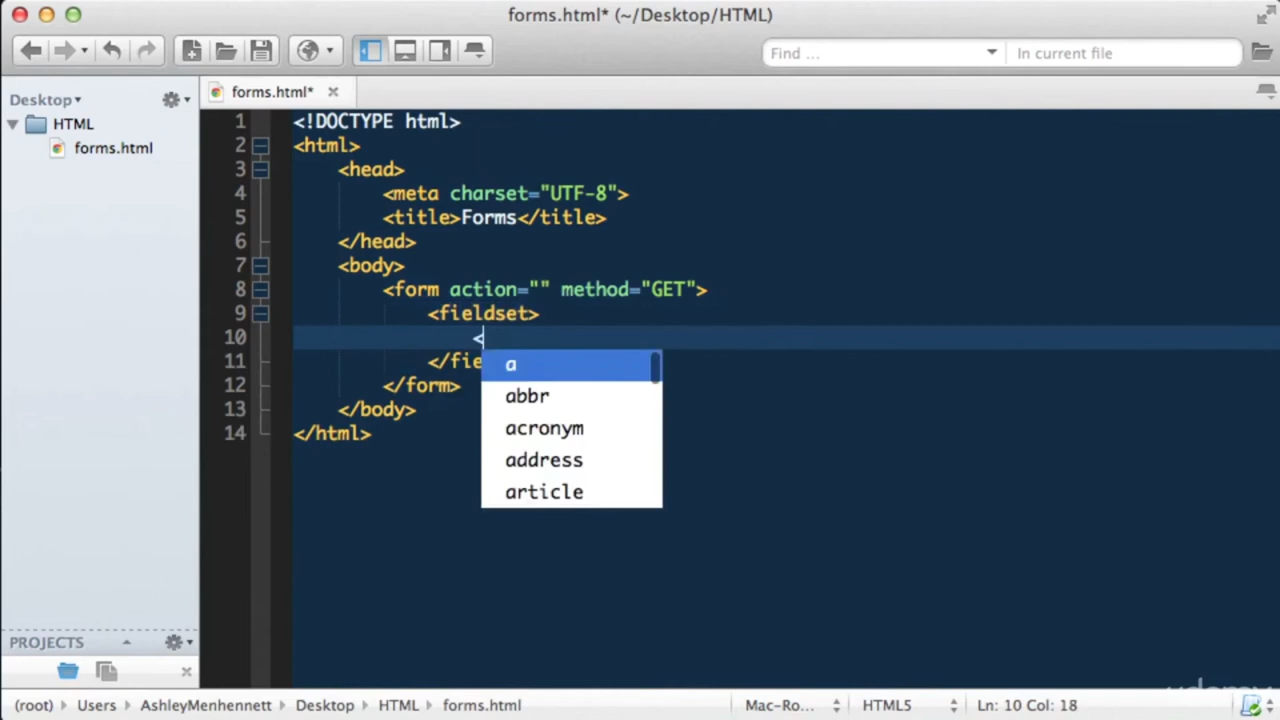 forms.html* (~/Desktop/HTML)
Find ...
In current file
Desktop
forms.html*
HTML
forms.html
1 <!DOCTYPE html>
2 <html>
3 <head>
4 <meta charset="UTF-8">
5 <title>Forms</title>
6 </head>
7 <body>
8 <form action="" method="GET">
9 <fieldset>
10 <
11 </fie
12 </form>
13 </body>
14 </html>
a
abbr
acronym
address
article
PROJECTS
(root) Users AshleyMenhennett Desktop HTML forms.html
Mac-Ro... HTML5 Ln: 10 Col: 18